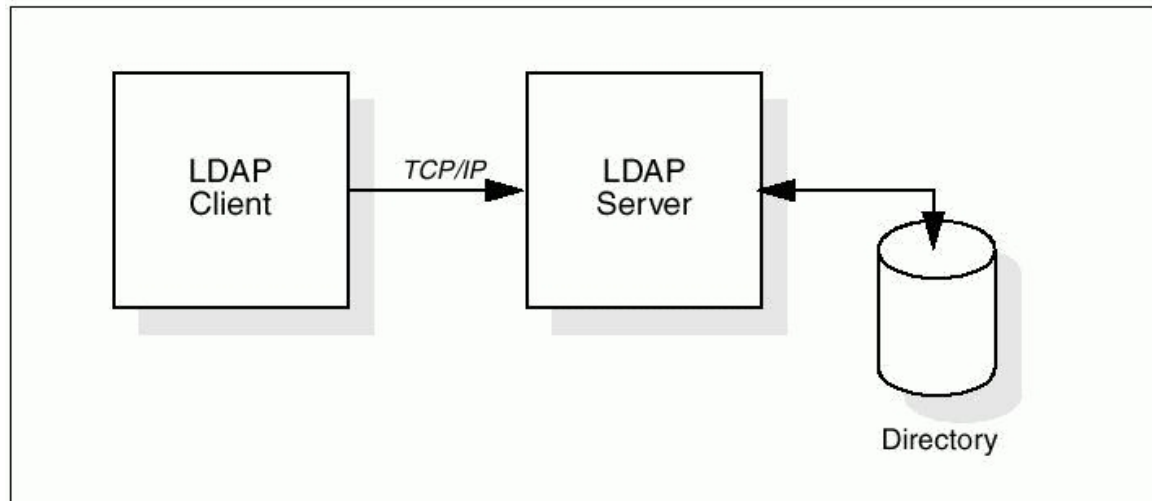 LDAP
Client
TCP/IP
LDAP
Server
Directory